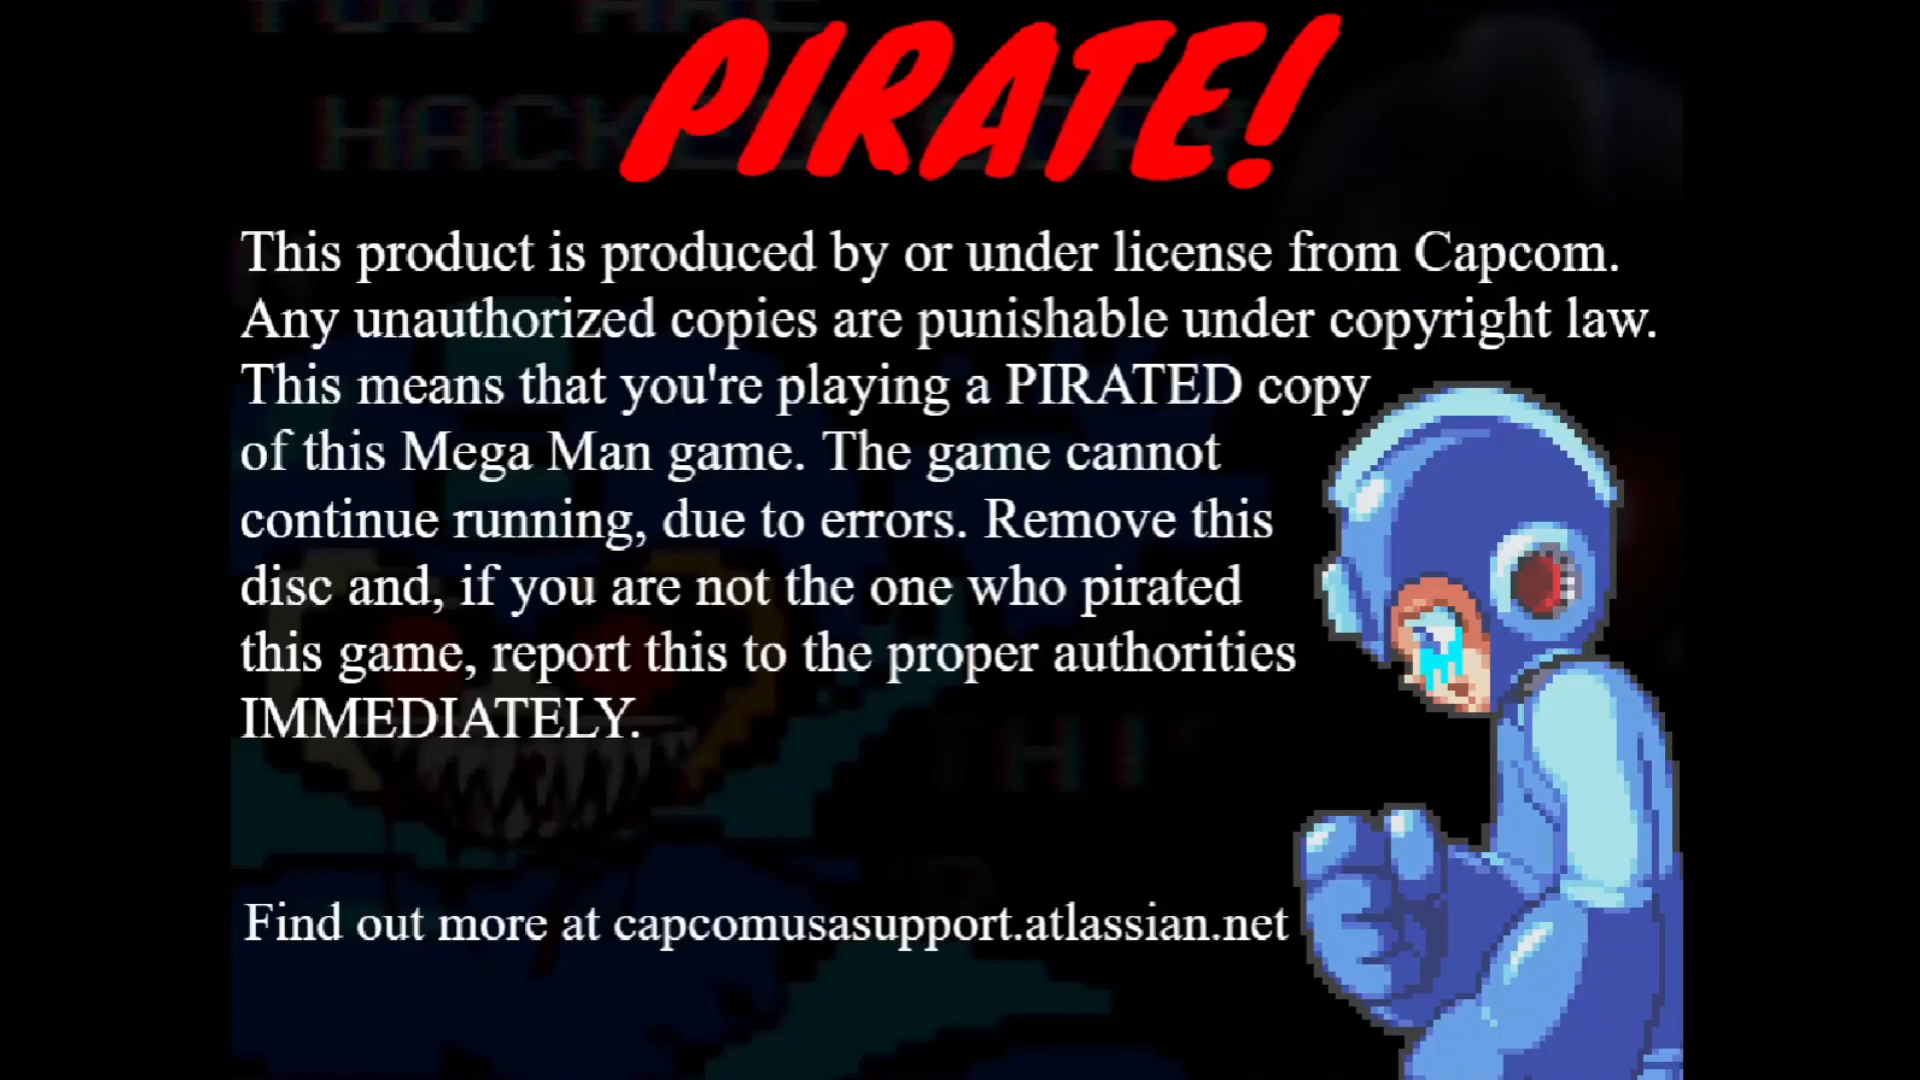 YOU ARE
PIRATE!
HACK
This product is produced by or under license from Capcom.
Any unauthorized copies are punishable under copyright law.
This means that you're playing a PIRATED copy
of this Mega Man game. The game cannot
continue running, due to errors. Remove this
disc and, if you are not the one who pirated
this game, report this to the proper authorities
IMMEDIATELY.
Find out more at capcomusasupport.atlassian.net